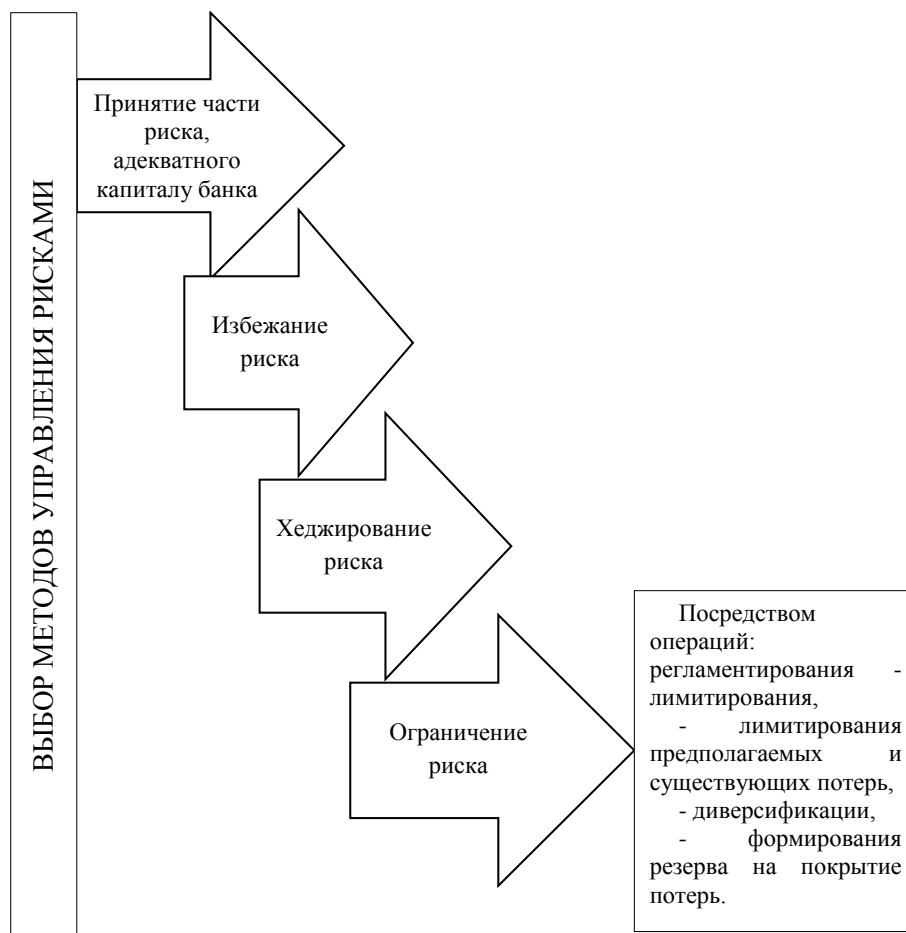 ВЫБОР МЕТОДОВ УПРАВЛЕНИЯ РИСКАМИ
Принятие части
риска,
адекватного
капиталу банка
Избежание
риска
Хеджирование
риска
Ограничение
риска
Посредством
операций:
регламентирования -
лимитирования,
- лимитирования
предполагаемых и
существующих потерь,
- диверсификации,
- формирования
резерва на покрытие
потерь.